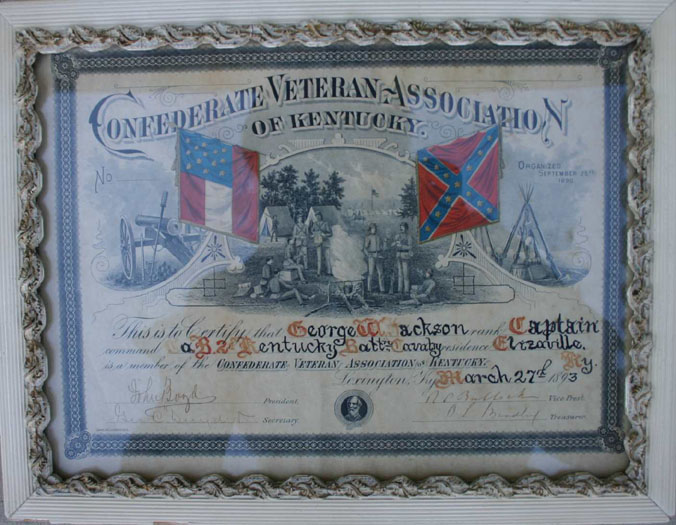 CONFEDERATE VETERAN ASSOCIATION
OF KENTUCKY.
No
ORGANIZED
SEPTEMBER 25TH
1890
This is to Certify, that George W. Jackson rank Captain
command Co B. 2d Kentucky Batt. Cavalry residence Elizaville, Ky.
is a member of the CONFEDERATE VETERAN ASSOCIATION OF KENTUCKY.
Lexington, Ky. March 27th 1893
John Boyd President.
Vice Prest.
Secretary.
Treasurer.